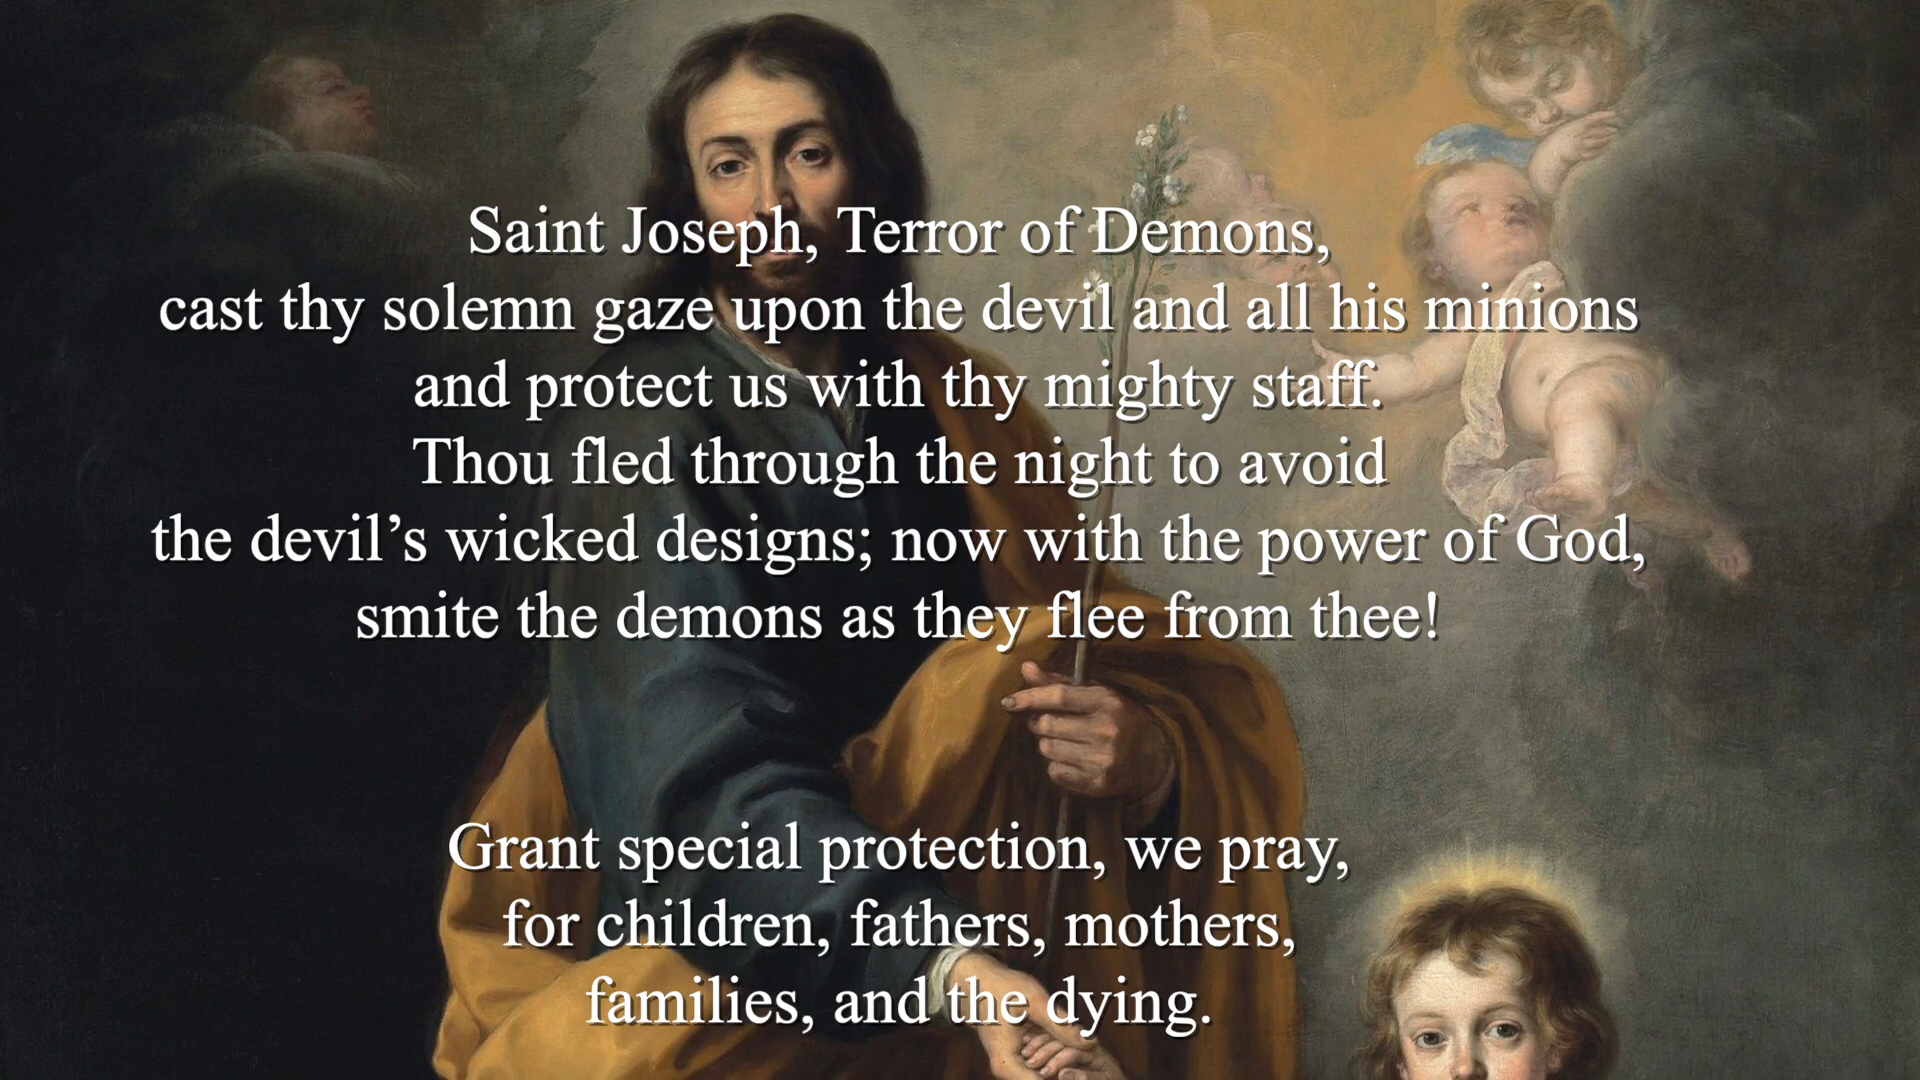 Saint Joseph, Terror of Demons,
cast thy solemn gaze upon the devil and all his minions
and protect us with thy mighty staff.
Thou fled through the night to avoid
the devil’s wicked designs; now with the power of God,
smite the demons as they flee from thee!
Grant special protection, we pray,
for children, fathers, mothers,
families, and the dying.